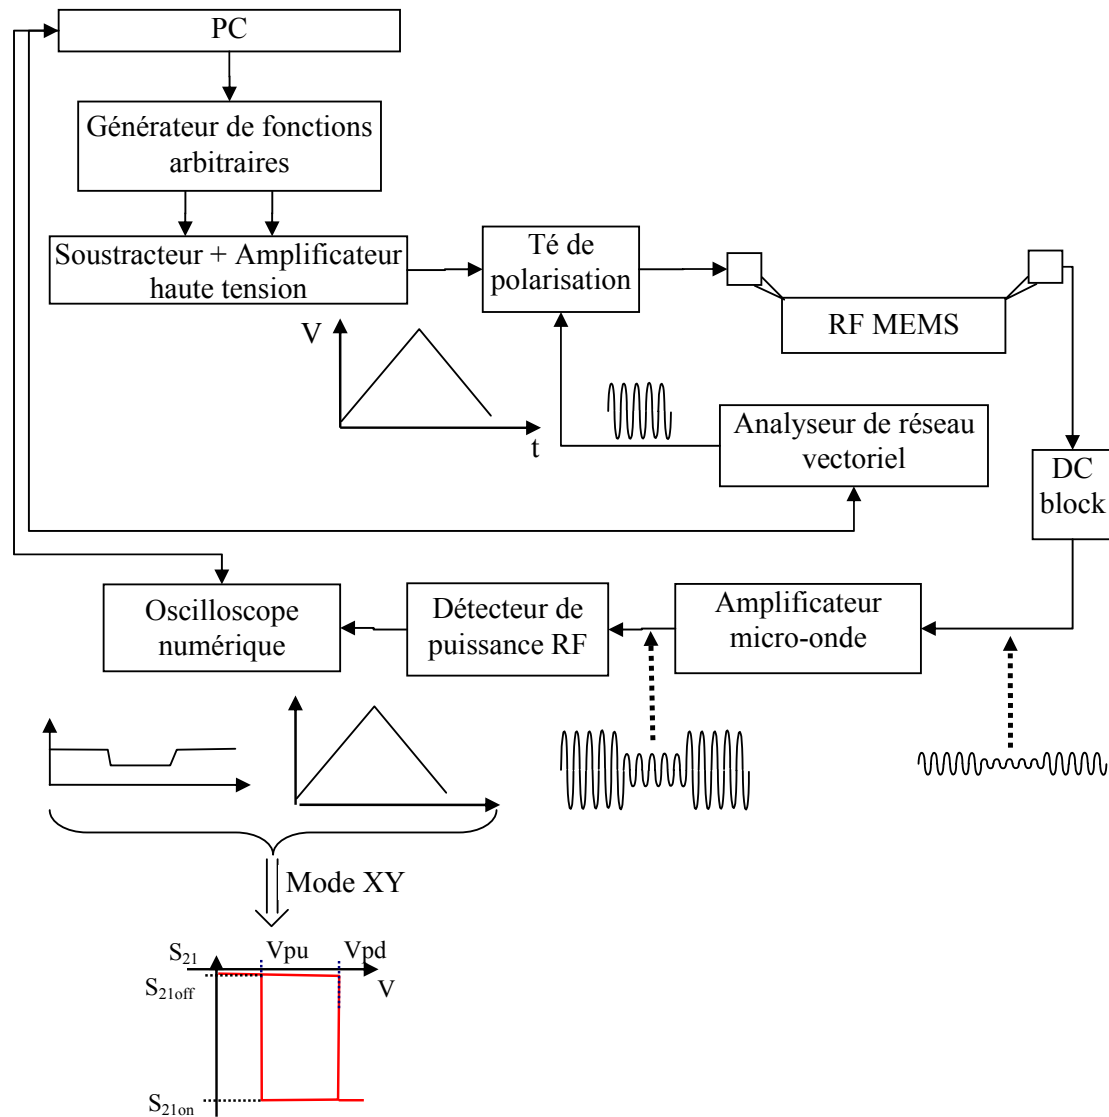 PC
Générateur de fonctions
arbitraires
Soustracteur + Amplificateur
haute tension
Té de
polarisation
RF MEMS
V
t
Analyseur de réseau
vectoriel
DC
block
Oscilloscope
numérique
Détecteur de
puissance RF
Amplificateur
micro-onde
Mode XY
S21
Vpu
Vpd
V
S21off
S21on